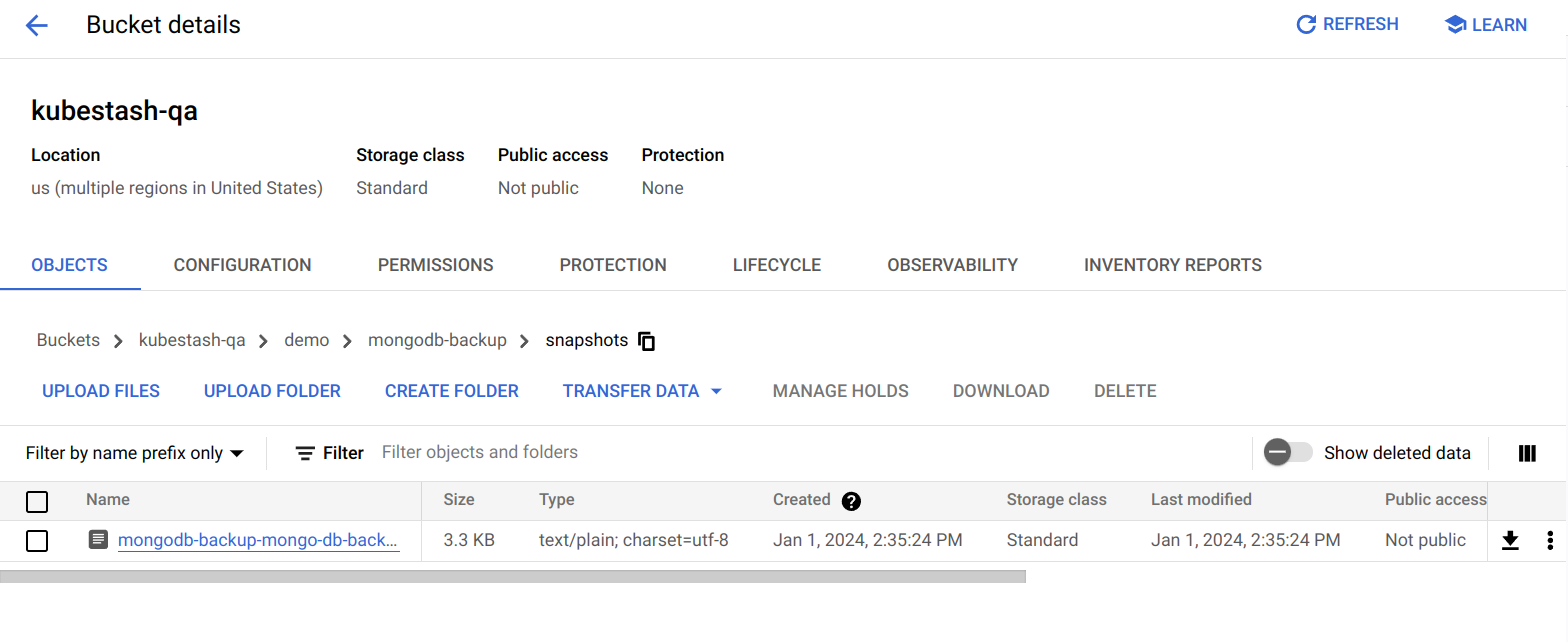 Bucket details
REFRESH
LEARN
kubestash-qa
Location Storage class Public access Protection
us (multiple regions in United States) Standard Not public None
OBJECTS CONFIGURATION PERMISSIONS PROTECTION LIFECYCLE OBSERVABILITY INVENTORY REPORTS
Buckets > kubestash-qa > demo > mongodb-backup > snapshots
UPLOAD FILES UPLOAD FOLDER CREATE FOLDER TRANSFER DATA MANAGE HOLDS DOWNLOAD DELETE
Filter by name prefix only Filter Filter objects and folders Show deleted data
Name Size Type Created ? Storage class Last modified Public access
mongodb-backup-mongo-db-back... 3.3 KB text/plain; charset=utf-8 Jan 1, 2024, 2:35:24 PM Standard Jan 1, 2024, 2:35:24 PM Not public